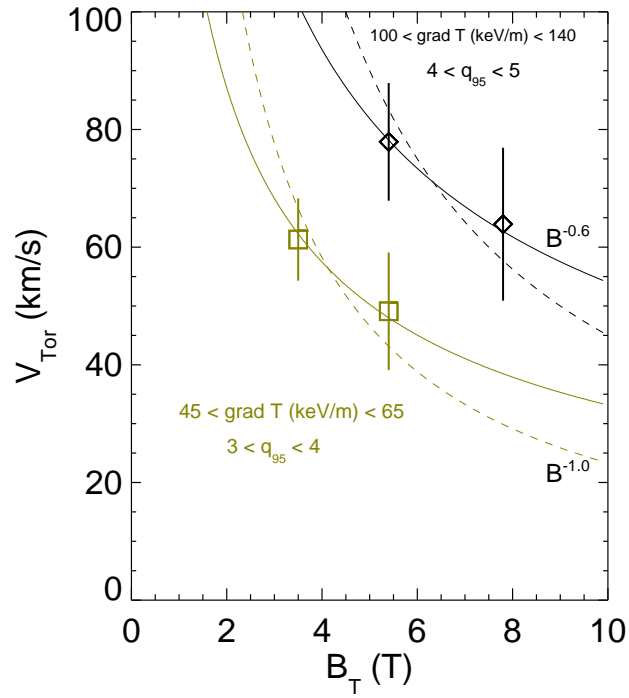 100
100 < grad T (keV/m) < 140
4 < q95 < 5
80
60
B-0.6
40
45 < grad T (keV/m) < 65
3 < q95 < 4
B-1.0
20
0
0 2 4 6 8 10
VTor (km/s)
BT (T)